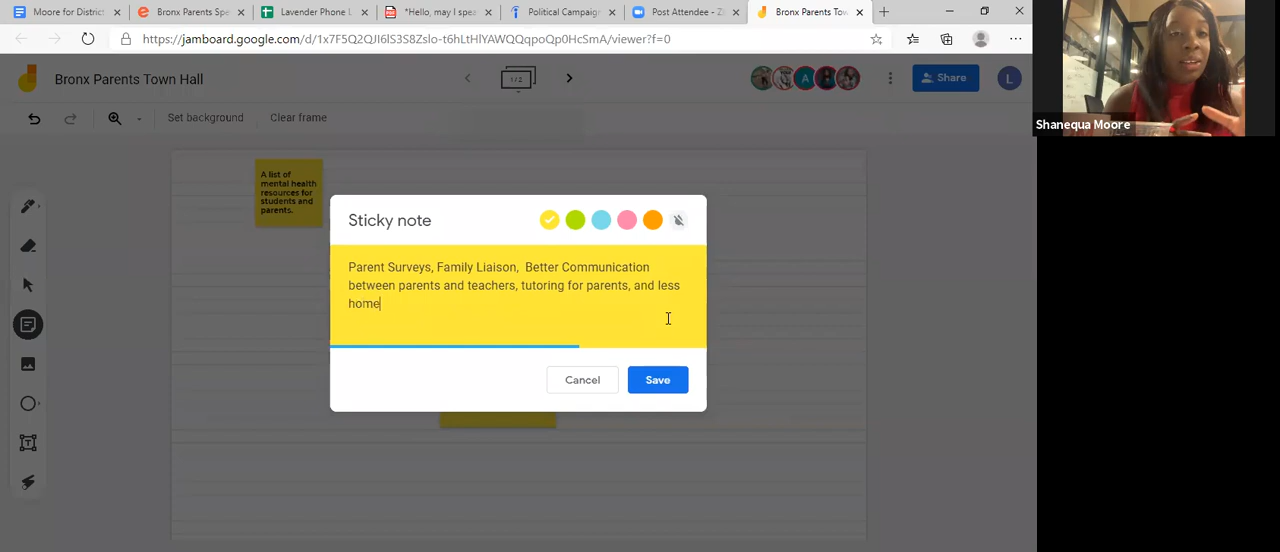 Moore for District
Bronx Parents Spe
Lavender Phone L
*Hello, may I spea
Political Campaign
Post Attendee - Z
Bronx Parents Tow
https://jamboard.google.com/d/1x7F5Q2QJI6IS3S8Zslo-t6hLtHlYAWQQqpoQp0HcSmA/viewer?f=0
Bronx Parents Town Hall
1/2
A
Share
L
Set background
Clear frame
A list of
mental health
resources for
students and
parents.
Sticky note
Parent Surveys, Family Liaison,  Better Communication
between parents and teachers, tutoring for parents, and less
home
Cancel
Save
Shanequa Moore